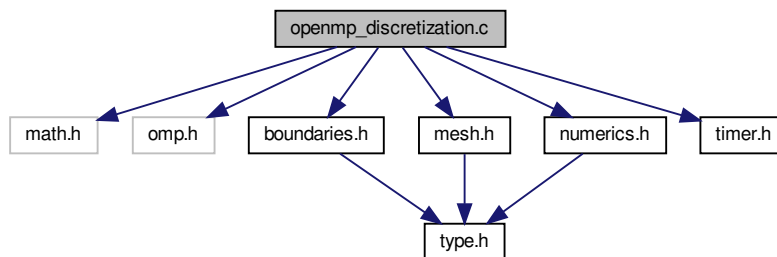 openmp_discretization.c
math.h
omp.h
boundaries.h
mesh.h
numerics.h
timer.h
type.h